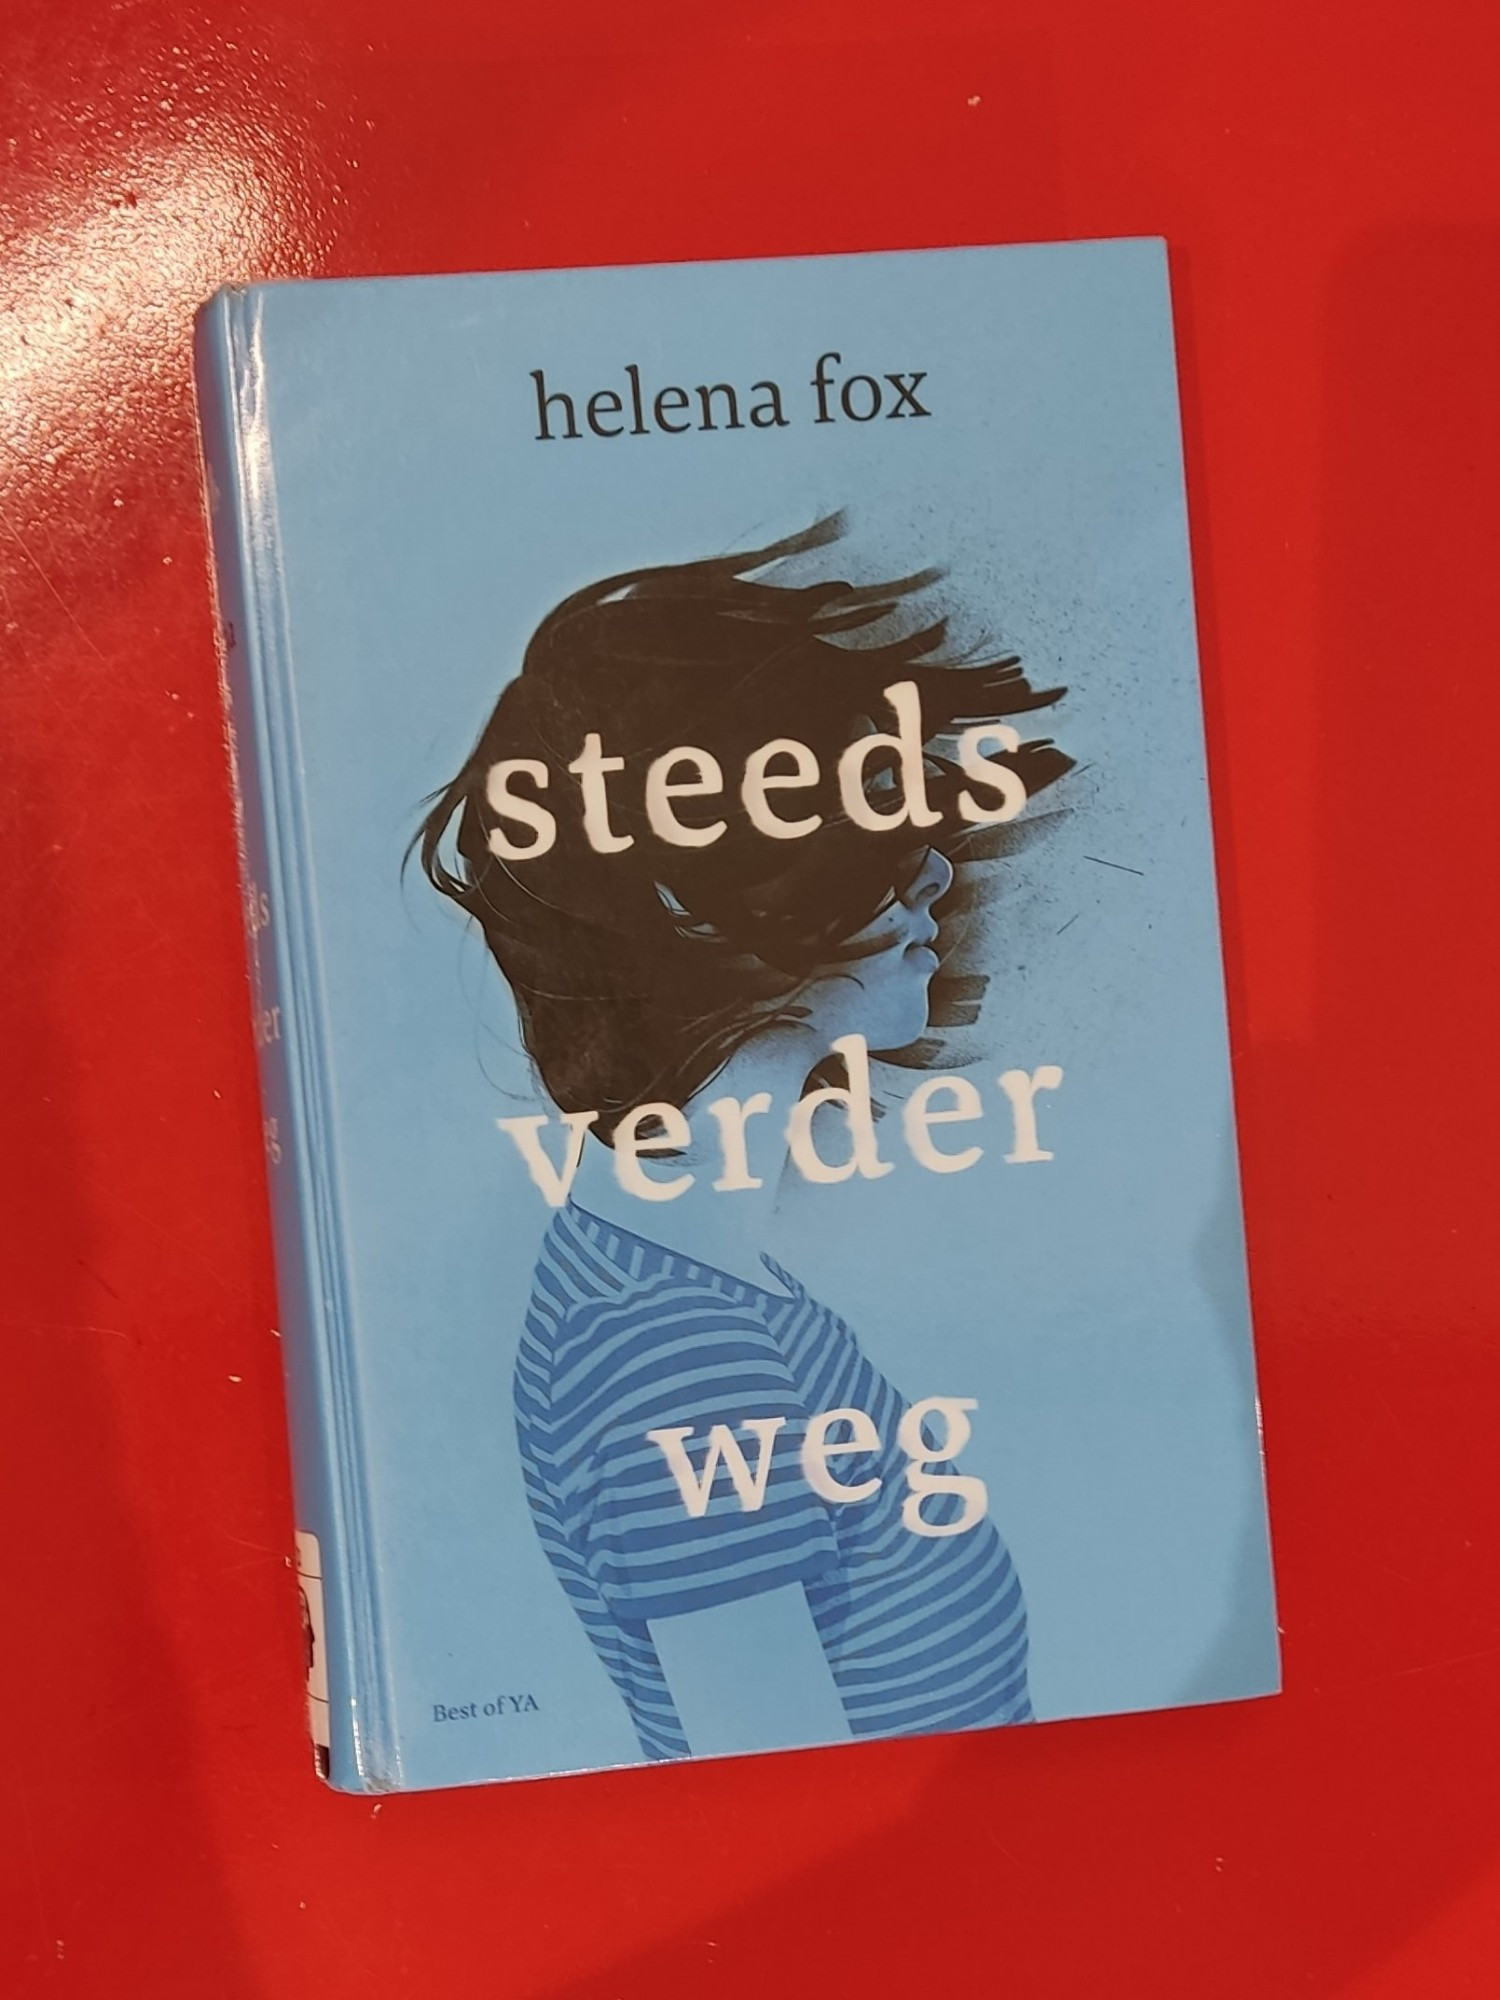 helena fox
steeds
verder
weg
Best of YA